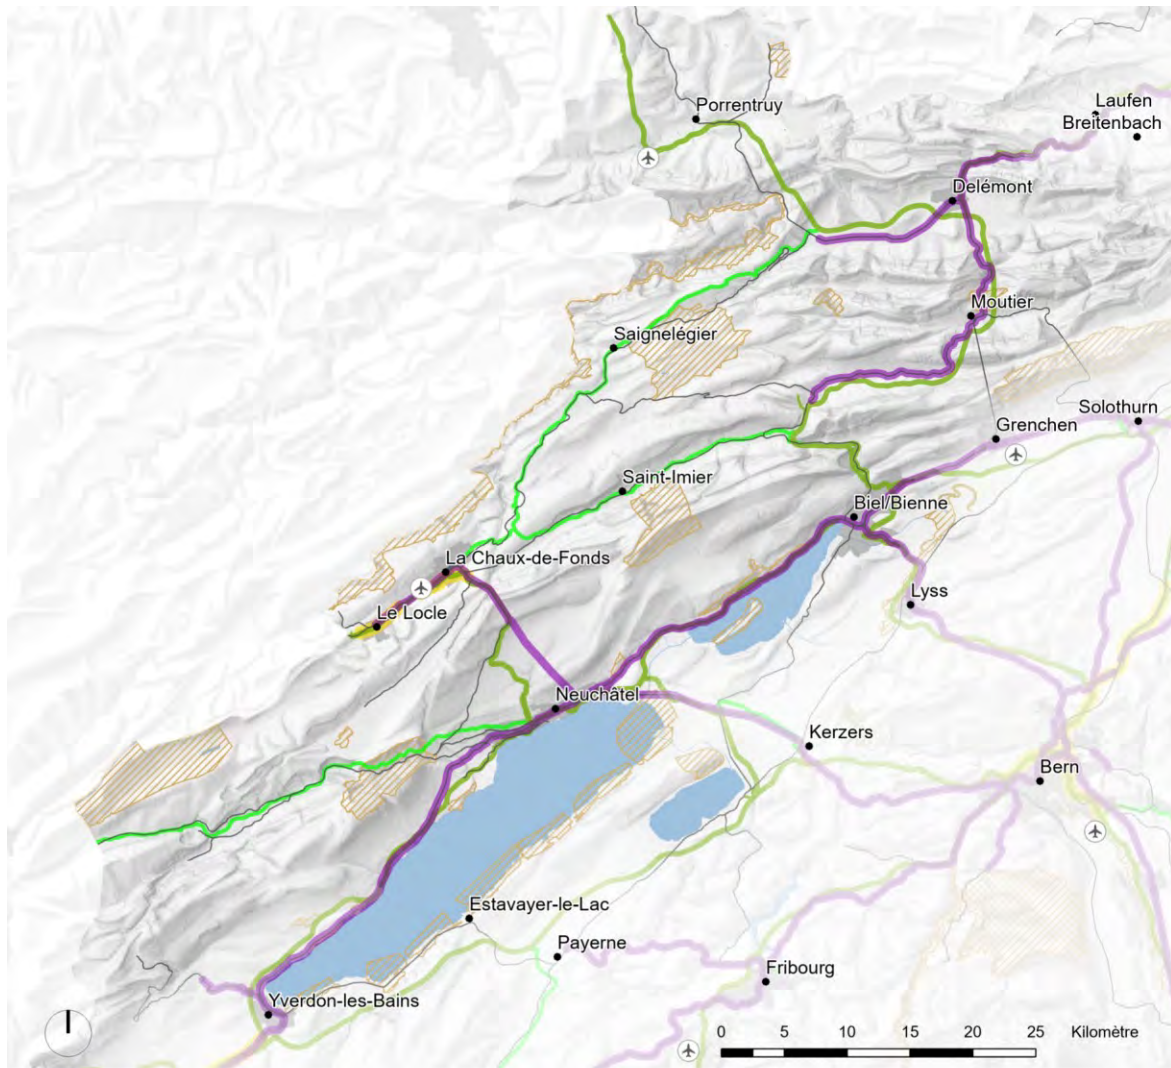 Porrentruy
Laufen
Breitenbach
Delémont
Moutier
Saignelégier
Solothurn
Grenchen
Saint-Imier
Biel/Bienne
La Chaux-de-Fonds
Lyss
Le Locle
Neuchâtel
Kerzers
Bern
Estavayer-le-Lac
Payerne
Fribourg
Yverdon-les-Bains
0 5 10 15 20 25 Kilomètre